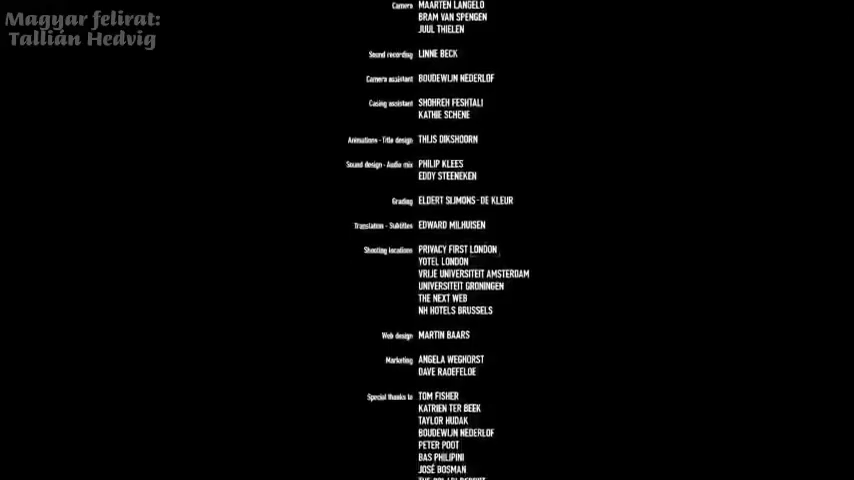 Magyar felirat:
Tallián Hedvig
Camera MAARTEN LANGELO
BRAM VAN SPENGEN
JUUL THIELEN
Sound recording LINNE BECK
Camera assistant BOUDEWIJN NEDERLOF
Casing assistant SHOHREH FESHTALI
KATHIE SCHENE
Animations - Title design THIJS DIKSHOORN
Sound design - Audio mix PHILIP KLEES
EDDY STEENEKEN
Grading ELDERT SIJMONS- DE KLEUR
Translation - Subtitles EDWARD MILHUISEN
Shooting locations PRIVACY FIRST LONDON
YOTEL LONDON
VRIJE UNIVERSITEIT AMSTERDAM
UNIVERSITEIT GRONINGEN
THE NEXT WEB
NH HOTELS BRUSSELS
Web design MARTIN BAARS
Marketing ANGELA WEGHORST
DAVE RADEFELDE
Special thanks to TOM FISHER
KATRIEN TER BEEK
TAYLOR HUDAK
BOUDEWIJN NEDERLOF
PETER POOT
BAS PHILIPINI
JOSÉ BOSMAN